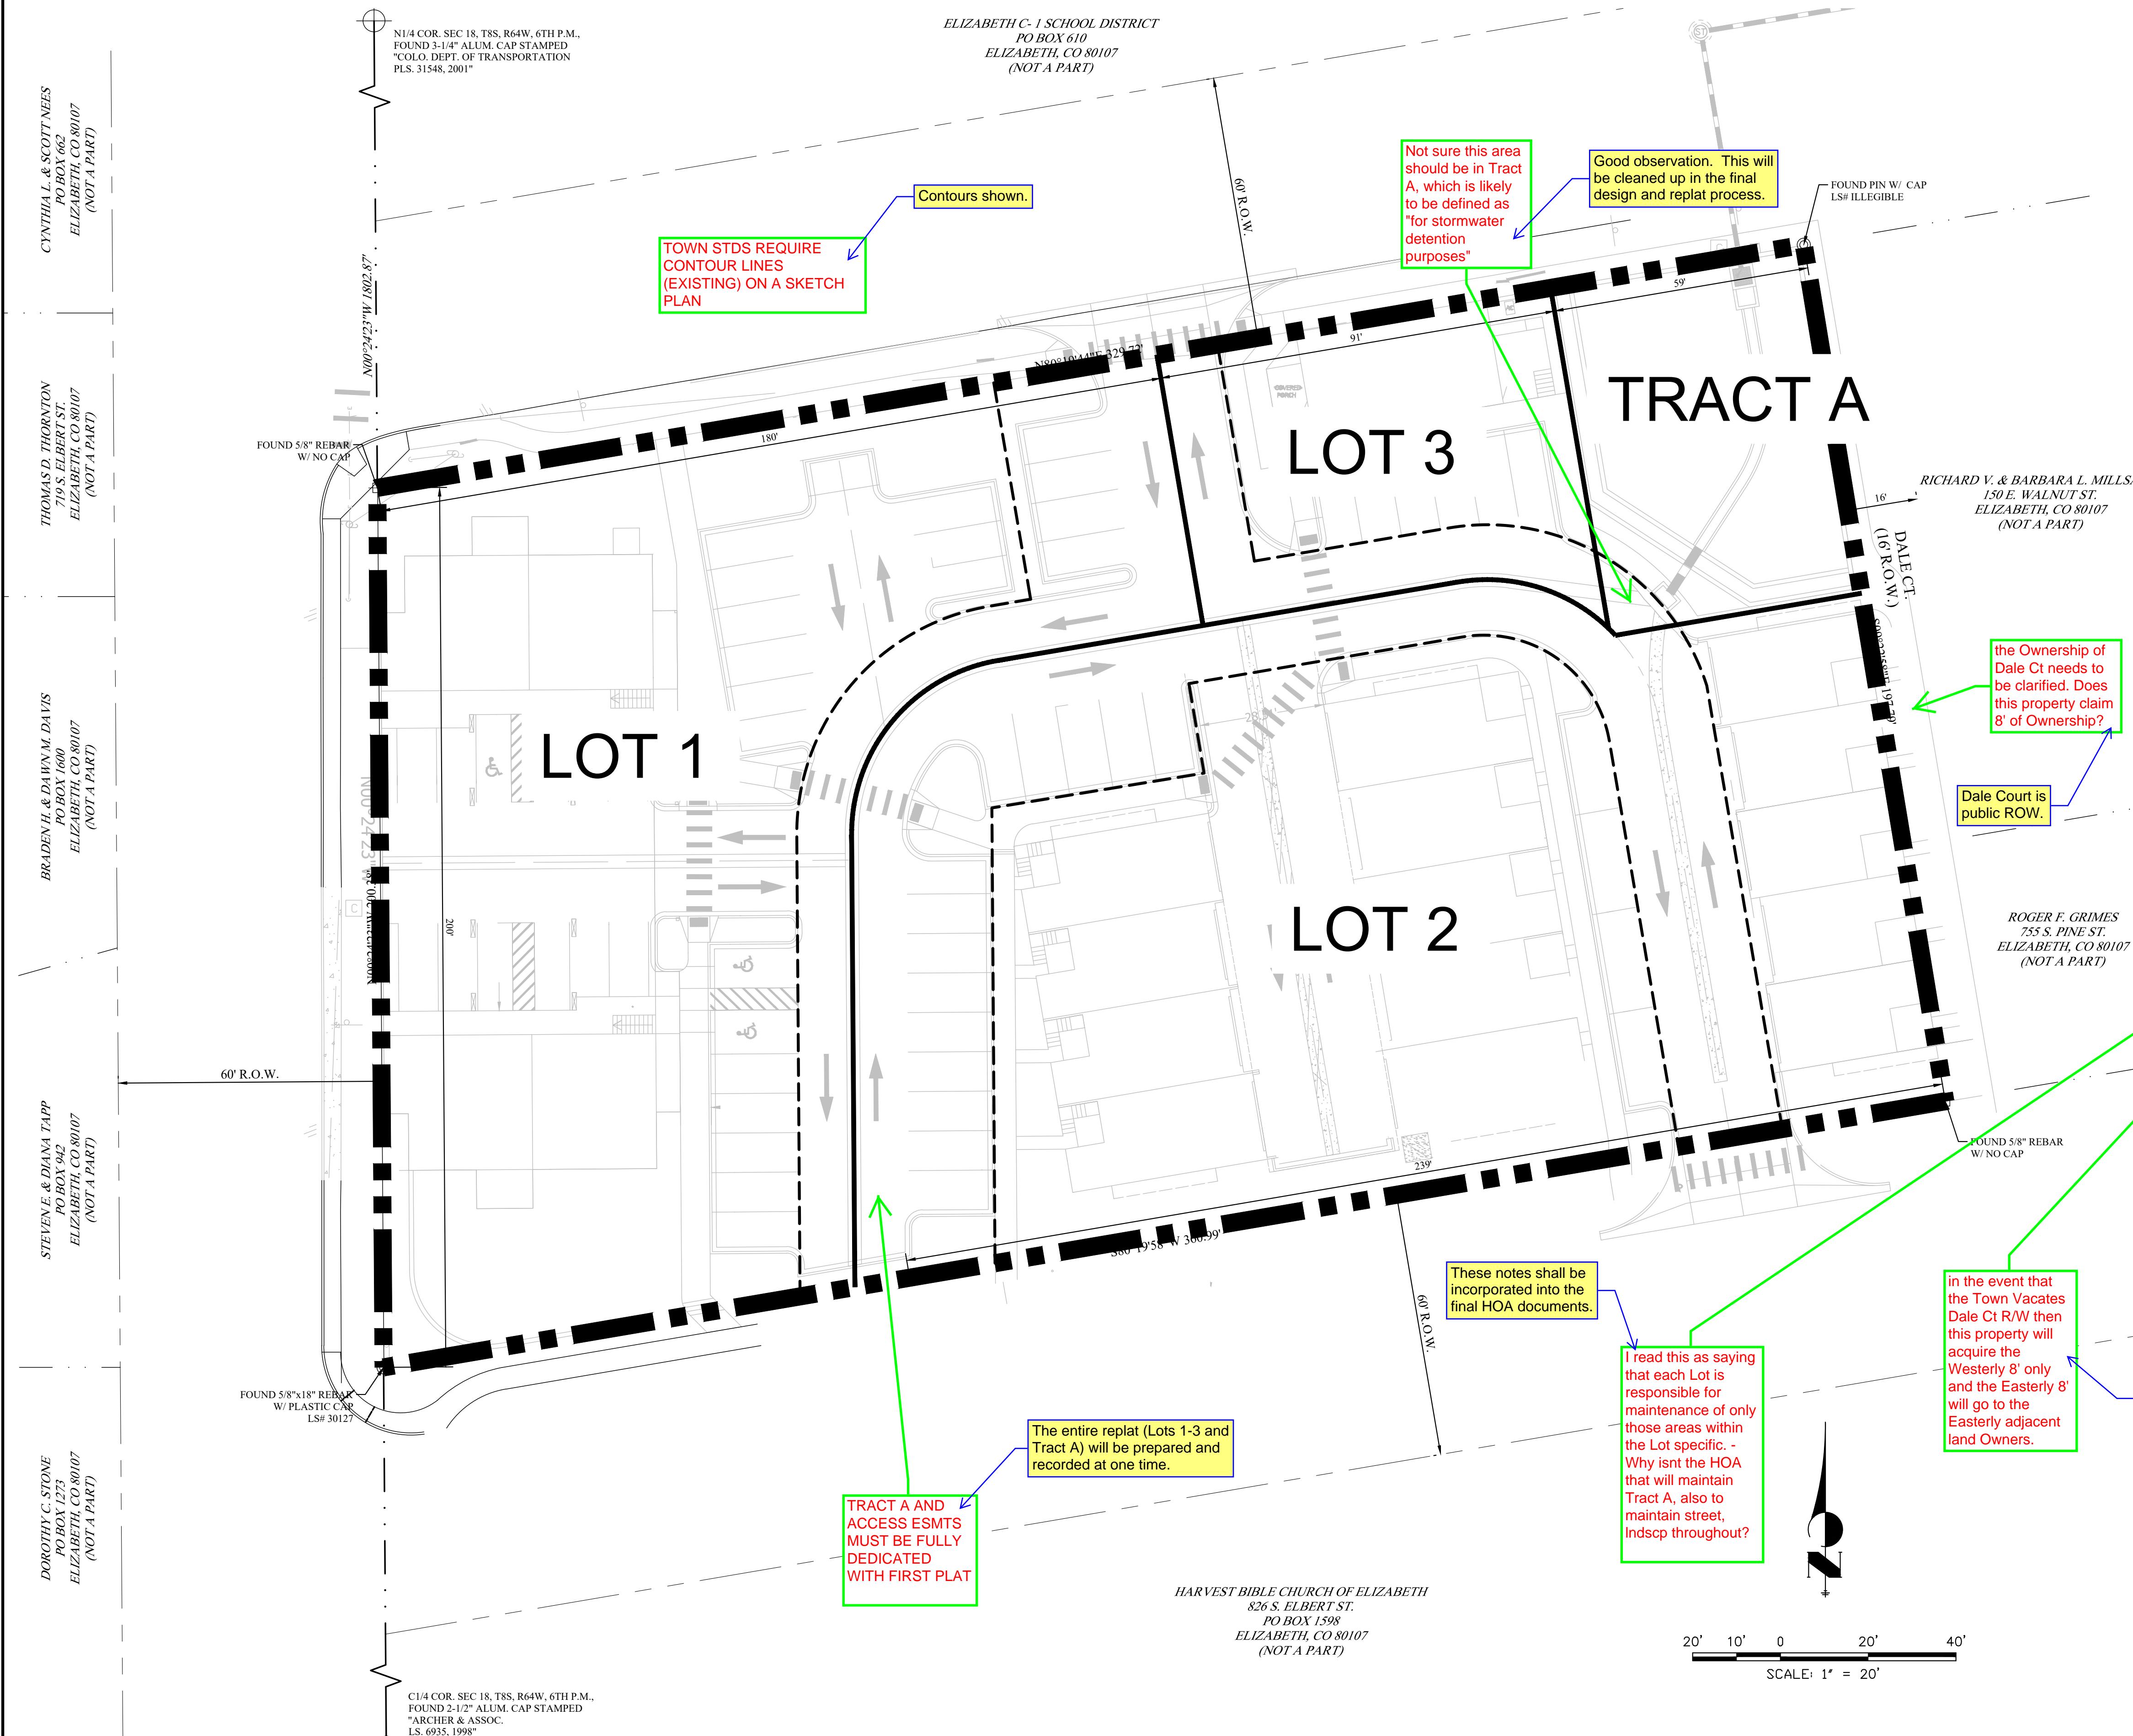 N1/4 COR. SEC 18, T8S, R64W, 6TH P.M.,
FOUND 3-1/4" ALUM. CAP STAMPED
"COLO. DEPT. OF TRANSPORTATION
PLS. 31548, 2001"
ELIZABETH C- 1 SCHOOL DISTRICT
PO BOX 610
ELIZABETH, CO 80107
(NOT A PART)
ST
CYNTHIA L. & SCOTT NEES
PO BOX 662
ELIZABETH, CO 80107
(NOT A PART)
THOMAS D. THORNTON
719 S. ELBERT ST.
ELIZABETH, CO 80107
(NOT A PART)
BRADEN H. & DAWN M. DAVIS
PO BOX 1600
ELIZABETH, CO 80107
(NOT A PART)
STEVEN E. & DIANA TAPP
PO BOX 942
ELIZABETH, CO 80107
(NOT A PART)
DOROTHY C. STONE
PO BOX 1273
ELIZABETH, CO 80107
(NOT A PART)
N00°24'23"W 1802.87'
Contours shown.
TOWN STDS REQUIRE
CONTOUR LINES
(EXISTING) ON A SKETCH
PLAN
60' R.O.W.
Not sure this area
should be in Tract
A, which is likely
to be defined as
"for stormwater
detention
purposes"
Good observation. This will
be cleaned up in the final
design and replat process.
FOUND PIN W/ CAP
LS# ILLEGIBLE
59'
91'
N80°19'44"E 329.72'
180'
COVERED
PORCH
TRACT A
LOT 3
FOUND 5/8" REBAR
W/ NO CAP
RICHARD V. & BARBARA L. MILLS
150 E. WALNUT ST.
ELIZABETH, CO 80107
(NOT A PART)
16'
DALE CT.
(16' R.O.W.)
the Ownership of
Dale Ct needs to
be clarified. Does
this property claim
8' of Ownership?
Dale Court is
public ROW.
LOT 1
N00°24'23"
C
200'
LOT 2
ROGER F. GRIMES
755 S. PINE ST.
ELIZABETH, CO 80107
(NOT A PART)
60' R.O.W.
FOUND 5/8" REBAR
W/ NO CAP
239'
60' R.O.W.
These notes shall be
incorporated into the
final HOA documents.
I read this as saying
that each Lot is
responsible for
maintenance of only
those areas within
the Lot specific. -
Why isnt the HOA
that will maintain
Tract A, also to
maintain street,
lndscp throughout?
in the event that
the Town Vacates
Dale Ct R/W then
this property will
acquire the
Westerly 8' only
and the Easterly 8'
will go to the
Easterly adjacent
land Owners.
FOUND 5/8"x18" REBAR
W/ PLASTIC CAP
LS# 30127
The entire replat (Lots 1-3 and
Tract A) will be prepared and
recorded at one time.
TRACT A AND
ACCESS ESMTS
MUST BE FULLY
DEDICATED
WITH FIRST PLAT
HARVEST BIBLE CHURCH OF ELIZABETH
826 S. ELBERT ST.
PO BOX 1598
ELIZABETH, CO 80107
(NOT A PART)
N
20' 10' 0 20' 40'
SCALE: 1" = 20'
C1/4 COR. SEC 18, T8S, R64W, 6TH P.M.,
FOUND 2-1/2" ALUM. CAP STAMPED
"ARCHER & ASSOC.
LS. 6935, 1998"